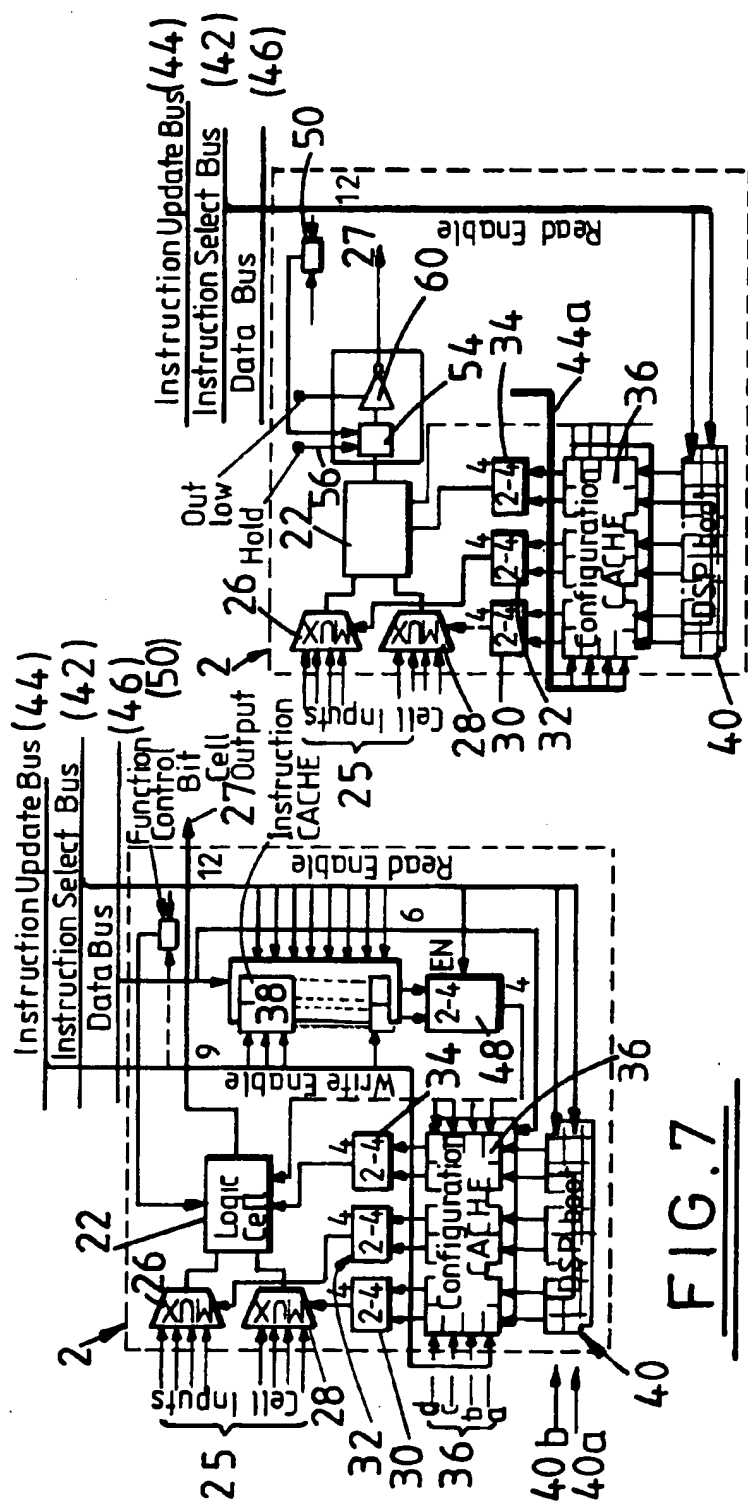 Instruction Update Bus (44)
Instruction Select Bus (42)
Data Bus (46)
Function Control Bit (50)
Cell Output 27
Instruction CACHE
12
9
6
Read Enable
Write Enable
38
EN
2-4
4
48
2
26
MUX
22
Logic Cell
MUX
28
Cell Inputs
25
4
2-4
4
2-4
4
2-4
34
32
30
Configuration CACHE
36
d
c
b
a
36
DSP boot
40b
40a
40
Instruction Update Bus (44)
Instruction Select Bus (42)
Data Bus (46)
50
12
27
Read Enable
60
54
56
Out low
Hold
22
26
MUX
2
MUX
28
Cell Inputs
25
4
2-4
4
2-4
4
2-4
34
32
30
44a
Configuration CACHE
36
DSP boot
40
FIG.7